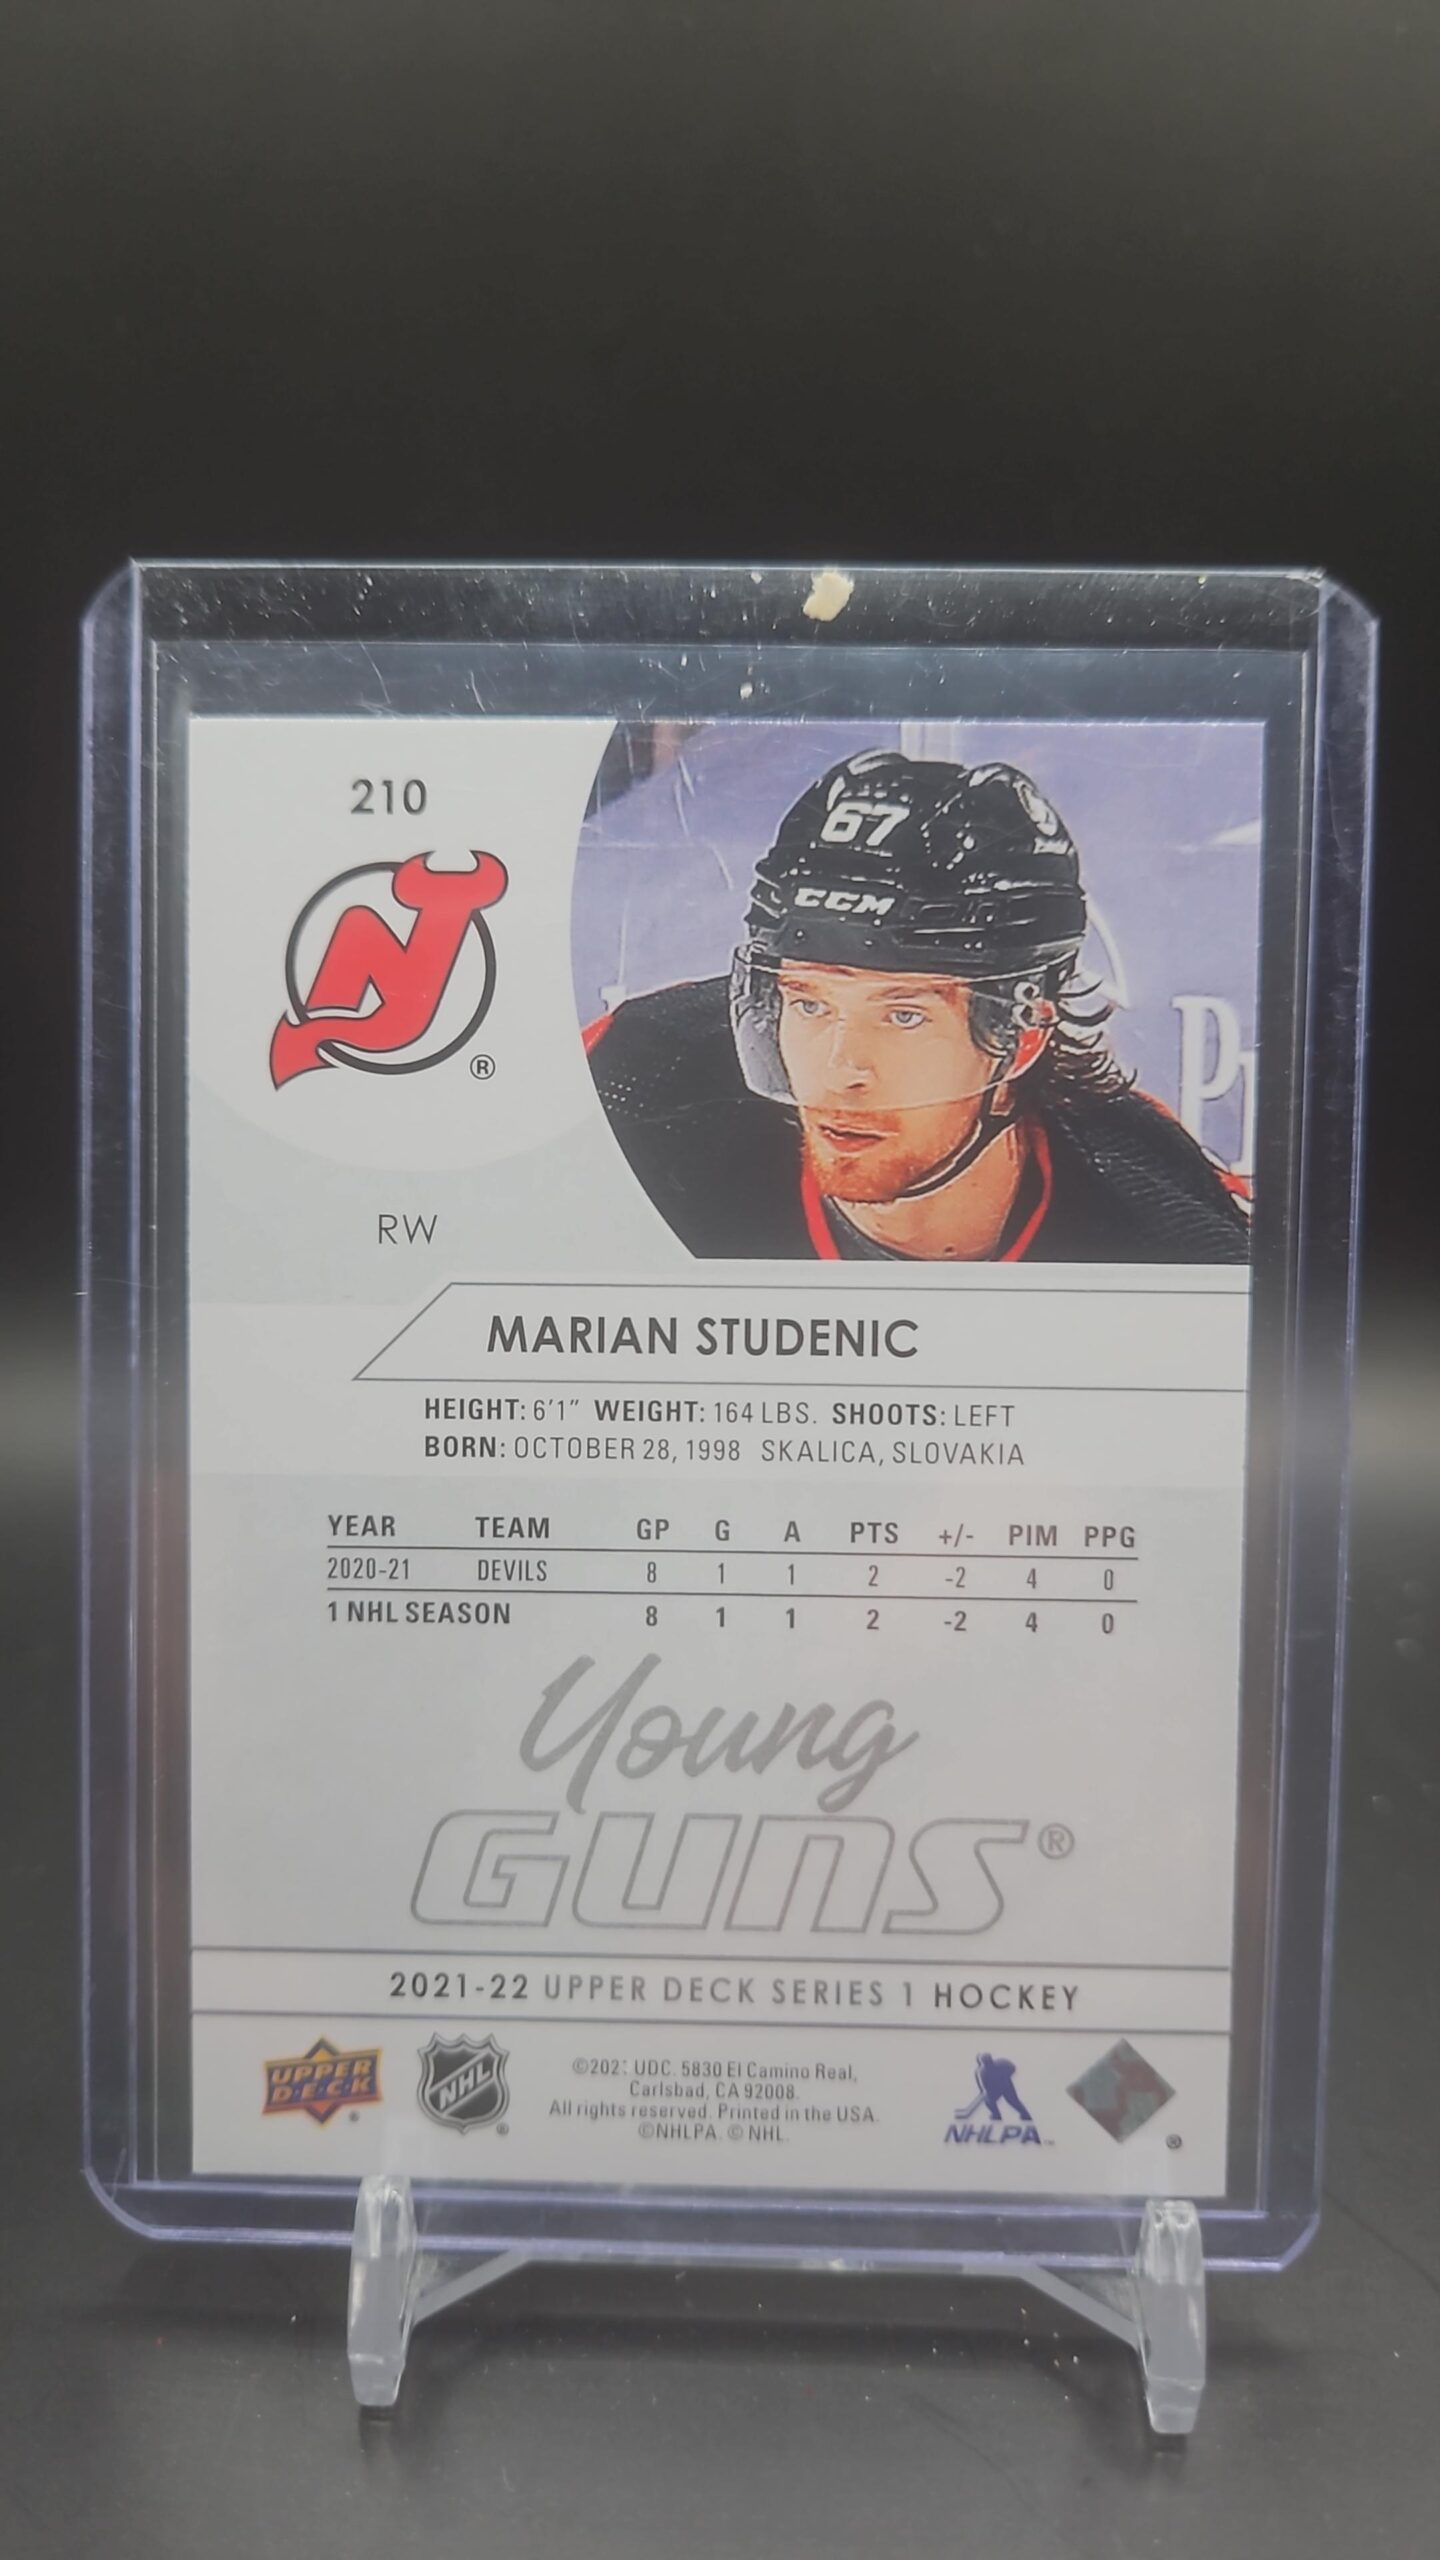 210
67
CCM
8
®
RW
MARIAN STUDENIC
HEIGHT: 6'1" WEIGHT: 164 LBS. SHOOTS: LEFT
BORN: OCTOBER 28, 1998 SKALICA, SLOVAKIA
YEAR TEAM GP G A PTS +/- PIM PPG
2020-21 DEVILS 8 1 1 2 -2 4 0
1 NHL SEASON 8 1 1 2 -2 4 0
Young
GUNS®
2021-22 UPPER DECK SERIES 1 HOCKEY
UPPER
D·E·C·K
®
NHL
®
©2021 UDC. 5830 El Camino Real,
Carlsbad, CA 92008.
All rights reserved. Printed in the USA.
©NHLPA. © NHL.
NHLPA™
®